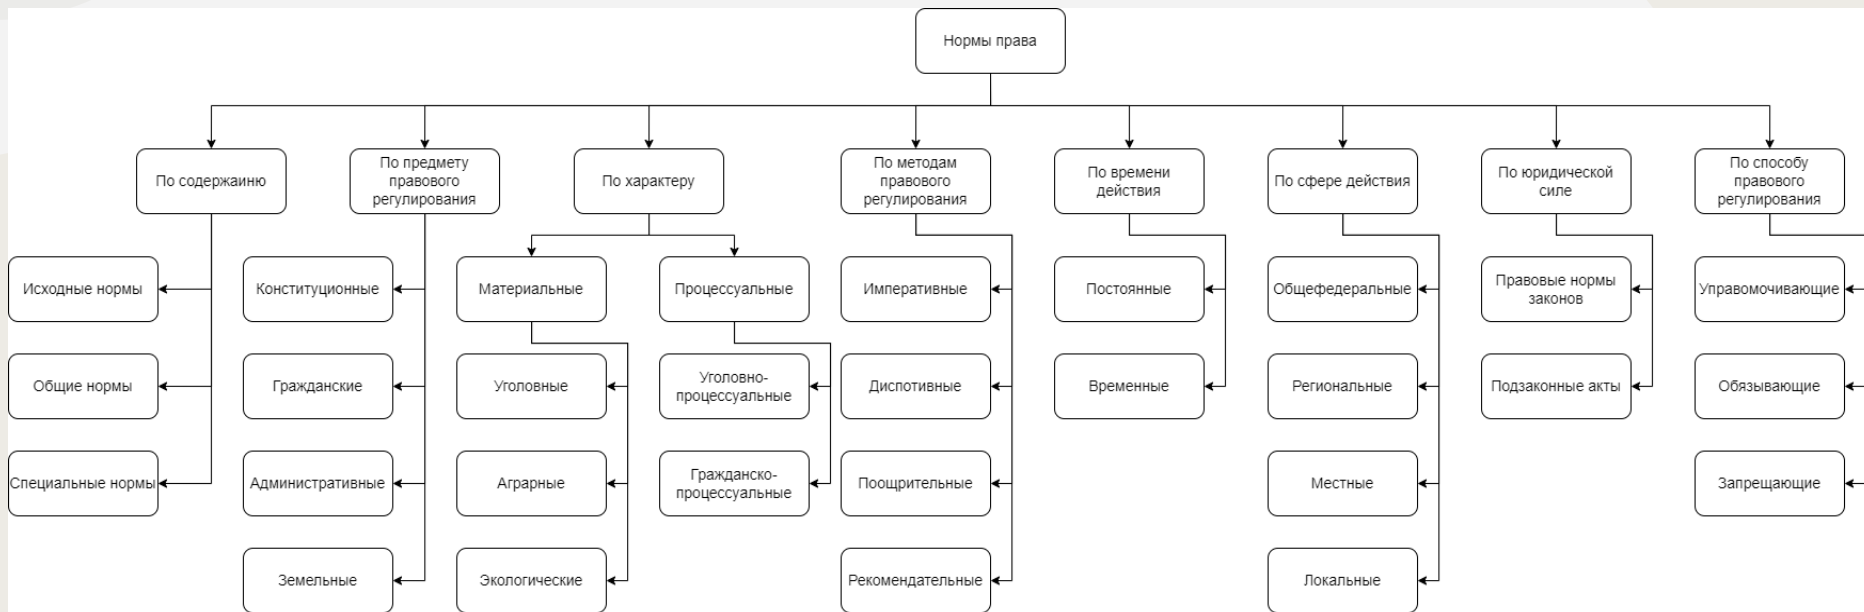 Нормы права
По содержаиню
По предмету
правового
регулирования
По характеру
По методам
правового
регулирования
По времени
действия
По сфере действия
По юридической
силе
По способу
правового
регулирования
Исходные нормы
Конституционные
Материальные
Процессуальные
Императивные
Постоянные
Общефедеральные
Правовые нормы
законов
Управомочивающие
Общие нормы
Гражданские
Уголовные
Уголовно-
процессуальные
Диспотивные
Временные
Региональные
Подзаконные акты
Обязывающие
Специальные нормы
Административные
Аграрные
Гражданско-
процессуальные
Поощрительные
Местные
Запрещающие
Земельные
Экологические
Рекомендательные
Локальные